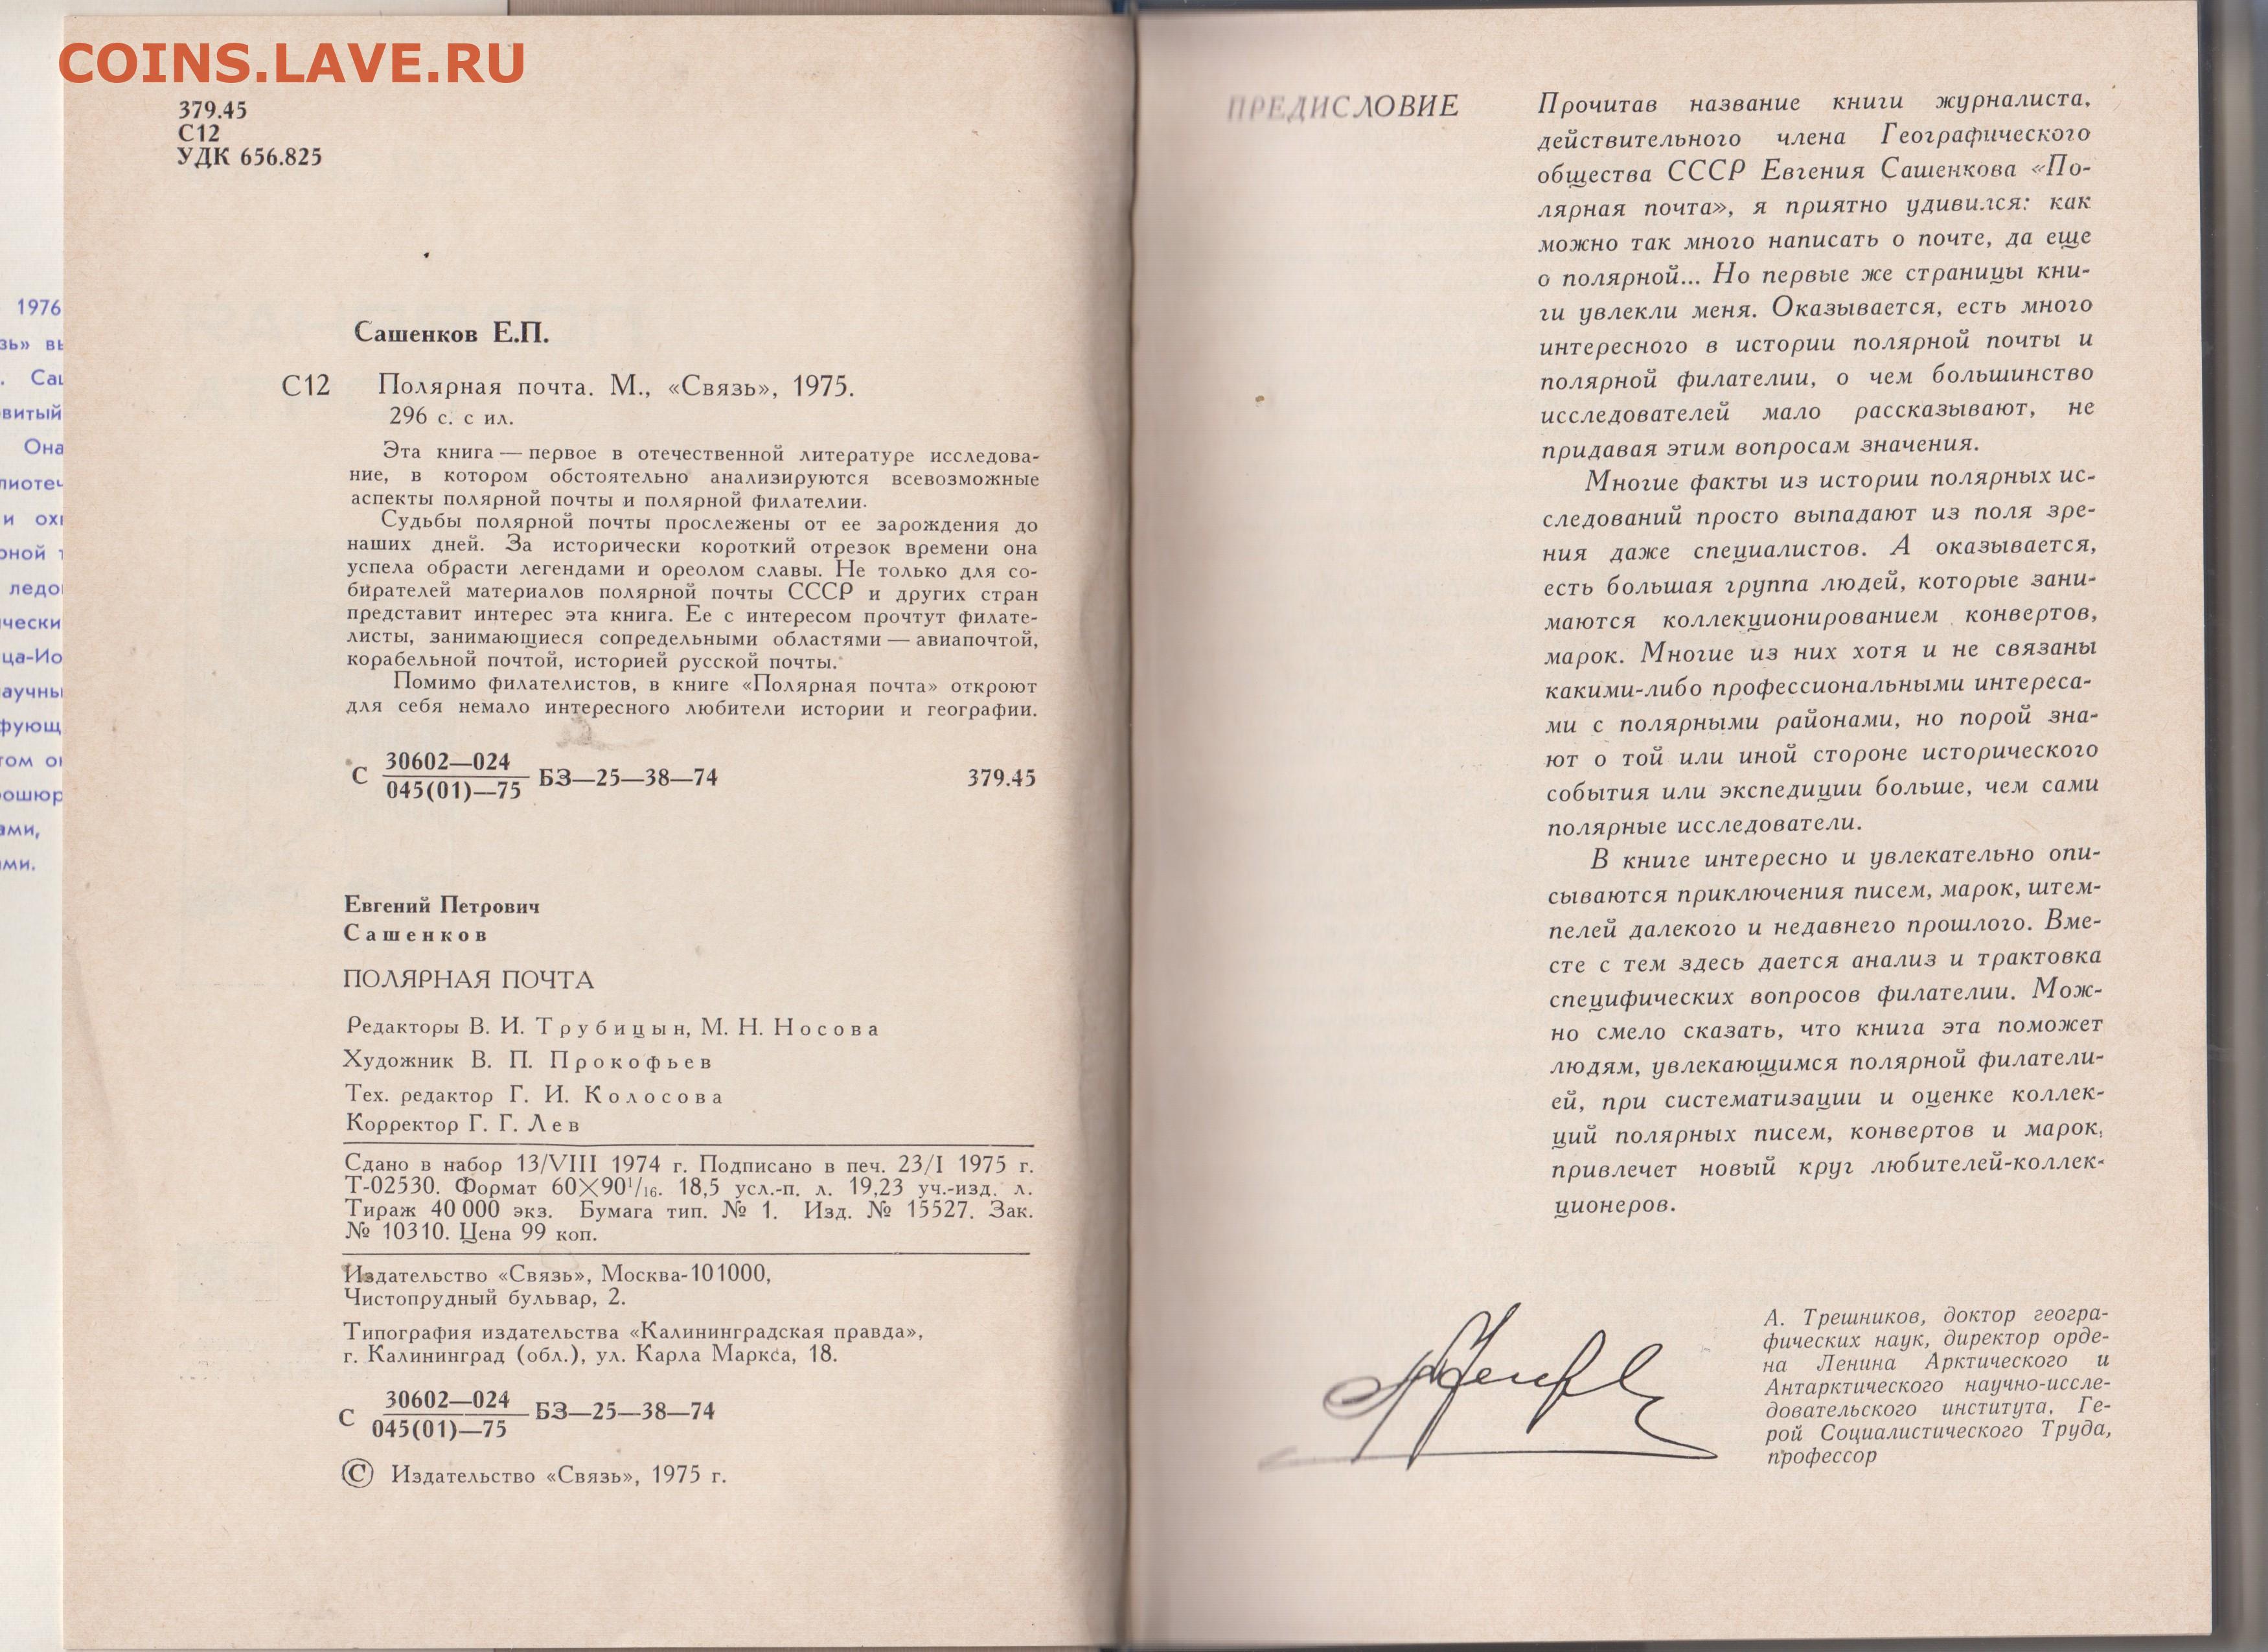 COINS.LAVE.RU
379.45
С12
УДК 656.825
Сашенков Е.П.
С12 Полярная почта. М., «Связь», 1975.
296 с. с ил.
Эта книга — первое в отечественной литературе исследова-
ние, в котором обстоятельно анализируются всевозможные
аспекты полярной почты и полярной филателии.
Судьбы полярной почты прослежены от ее зарождения до
наших дней. За исторически короткий отрезок времени она
успела обрасти легендами и ореолом славы. Не только для со-
бирателей материалов полярной почты СССР и других стран
представит интерес эта книга. Ее с интересом прочтут филате-
листы, занимающиеся сопредельными областями — авиапочтой,
корабельной почтой, историей русской почты.
Помимо филателистов, в книге «Полярная почта» откроют
для себя немало интересного любители истории и географии.
С 30602—024
045(01)—75 БЗ—25—38—74 379.45
Евгений Петрович
Сашенков
ПОЛЯРНАЯ ПОЧТА
Редакторы В. И. Трубицын, М. Н. Носова
Художник В. П. Прокофьев
Тех. редактор Г. И. Колосова
Корректор Г. Г. Лев
Сдано в набор 13/VIII 1974 г. Подписано в печ. 23/I 1975 г.
Т-02530. Формат 60×90¹/₁₆. 18,5 усл.-п. л. 19,23 уч.-изд. л.
Тираж 40 000 экз. Бумага тип. № 1. Изд. № 15527. Зак.
№ 10310. Цена 99 коп.
Издательство «Связь», Москва-101000,
Чистопрудный бульвар, 2.
Типография издательства «Калининградская правда»,
г. Калининград (обл.), ул. Карла Маркса, 18.
С 30602—024
045(01)—75 БЗ—25—38—74
© Издательство «Связь», 1975 г.
ПРЕДИСЛОВИЕ
Прочитав название книги журналиста,
действительного члена Географического
общества СССР Евгения Сашенкова «По-
лярная почта», я приятно удивился: как
можно так много написать о почте, да еще
о полярной... Но первые же страницы кни-
ги увлекли меня. Оказывается, есть много
интересного в истории полярной почты и
полярной филателии, о чем большинство
исследователей мало рассказывают, не
придавая этим вопросам значения.
Многие факты из истории полярных ис-
следований просто выпадают из поля зре-
ния даже специалистов. А оказывается,
есть большая группа людей, которые зани-
маются коллекционированием конвертов,
марок. Многие из них хотя и не связаны
какими-либо профессиональными интереса-
ми с полярными районами, но порой зна-
ют о той или иной стороне исторического
события или экспедиции больше, чем сами
полярные исследователи.
В книге интересно и увлекательно опи-
сываются приключения писем, марок, штем-
пелей далекого и недавнего прошлого. Вме-
сте с тем здесь дается анализ и трактовка
специфических вопросов филателии. Мож-
но смело сказать, что книга эта поможет
людям, увлекающимся полярной филатели-
ей, при систематизации и оценке коллек-
ций полярных писем, конвертов и марок,
привлечет новый круг любителей-коллек-
ционеров.
А. Трешников, доктор геогра-
фических наук, директор орде-
на Ленина Арктического и
Антарктического научно-иссле-
довательского института, Ге-
рой Социалистического Труда,
профессор
1976
зь» вы
витый
Она
лиотеч
и
рной
ледо
чески
ца-Ио
аучны
фующ
том
ошюр
ами,
ми.